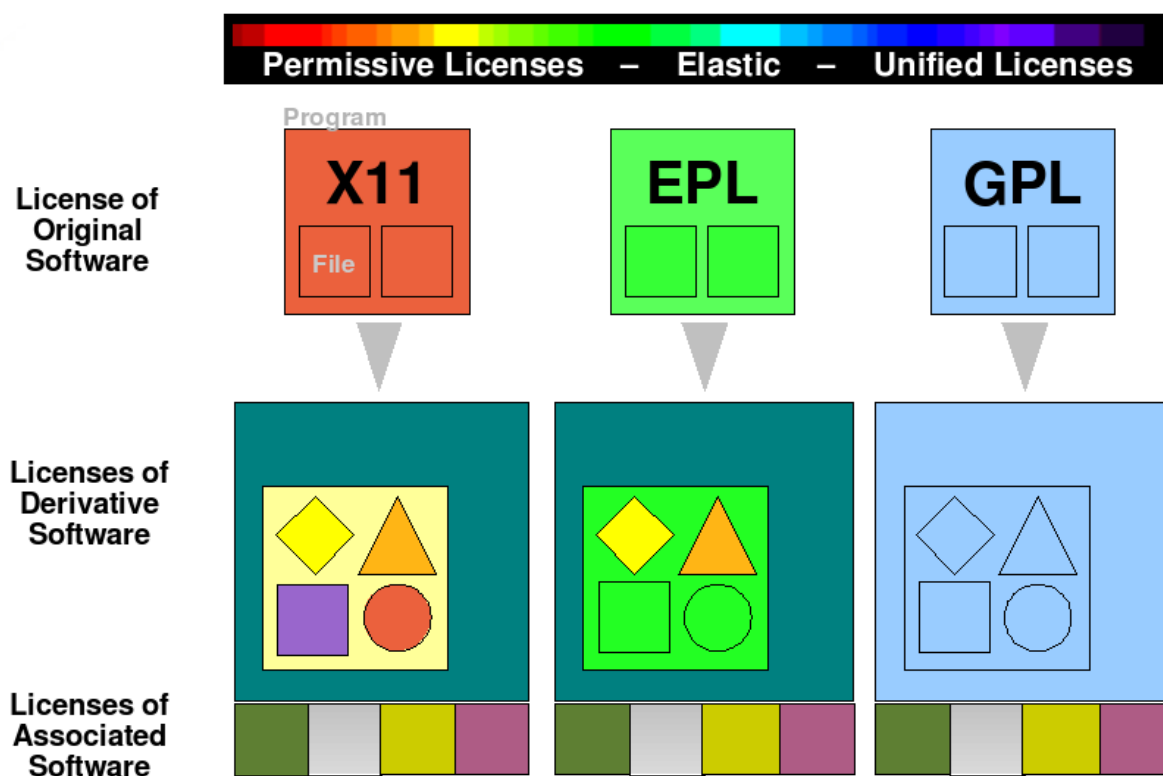 Permissive Licenses – Elastic – Unified Licenses
Program
X11
EPL
GPL
License of
Original
Software
File
Licenses of
Derivative
Software
Licenses of
Associated
Software